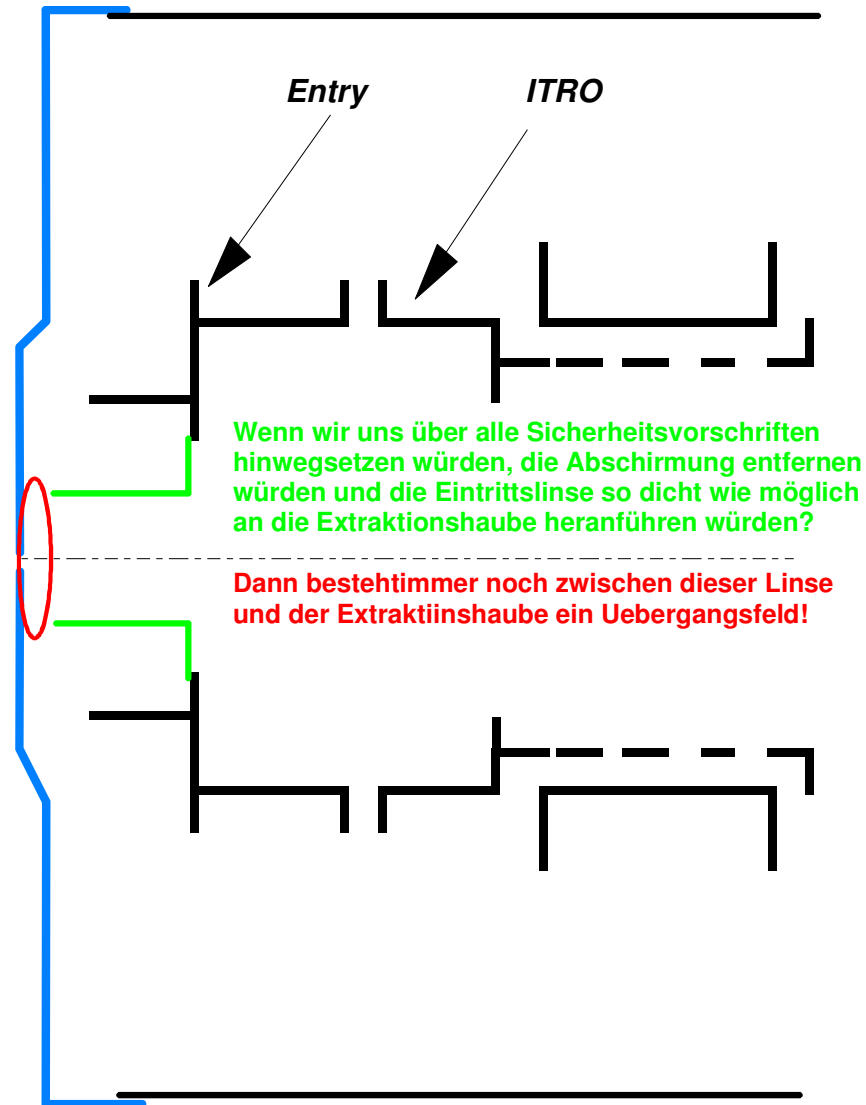 Entry
ITRO
Wenn wir uns über alle Sicherheitsvorschriften
hinwegsetzen würden, die Abschirmung entfernen
würden und die Eintrittslinse so dicht wie möglich
an die Extraktionshaube heranführen würden?
Dann bestehtimmer noch zwischen dieser Linse
und der Extraktiinshaube ein Uebergangsfeld!